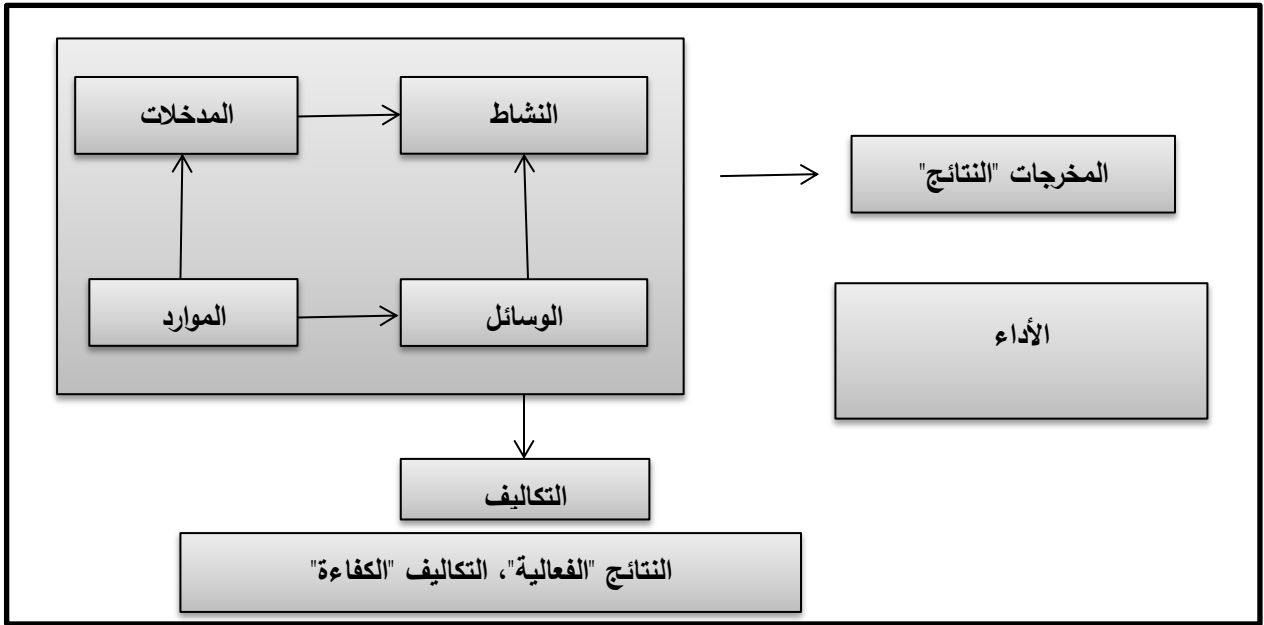 المدخلات
النشاط
المخرجات "النتائج"
الموارد
الوسائل
الأداء
التكاليف
النتائج "الفعالية"، التكاليف "الكفاءة"